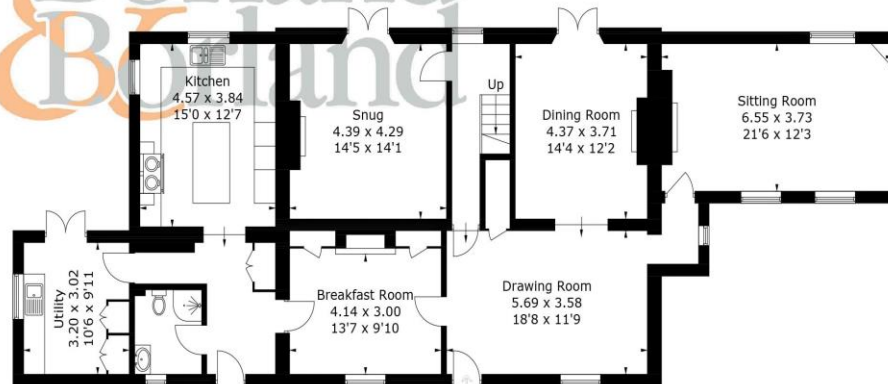 Borland
& Borland
Kitchen
4.57 x 3.84
15'0 x 12'7
Snug
4.39 x 4.29
14'5 x 14'1
Up
Dining Room
4.37 x 3.71
14'4 x 12'2
Sitting Room
6.55 x 3.73
21'6 x 12'3
Utility
3.20 x 3.02
10'6 x 9'11
Breakfast Room
4.14 x 3.00
13'7 x 9'10
Drawing Room
5.69 x 3.58
18'8 x 11'9